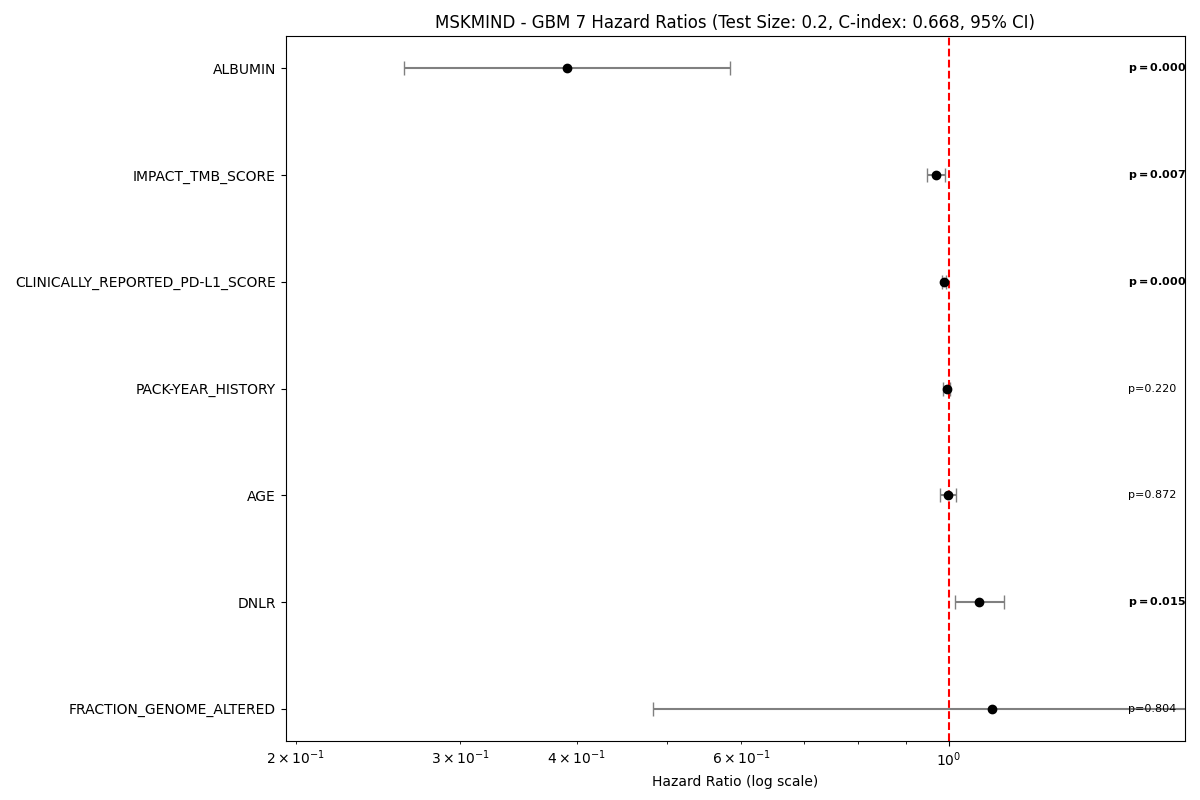 MSKMIND - GBM 7 Hazard Ratios (Test Size: 0.2, C-index: 0.668, 95% CI)
ALBUMIN p=0.000
IMPACT_TMB_SCORE p=0.007
CLINICALLY_REPORTED_PD-L1_SCORE p=0.000
PACK-YEAR_HISTORY p=0.220
AGE p=0.872
DNLR p=0.015
FRACTION_GENOME_ALTERED p=0.804
2 × 10⁻¹ 3 × 10⁻¹ 4 × 10⁻¹ 6 × 10⁻¹ 10⁰
Hazard Ratio (log scale)